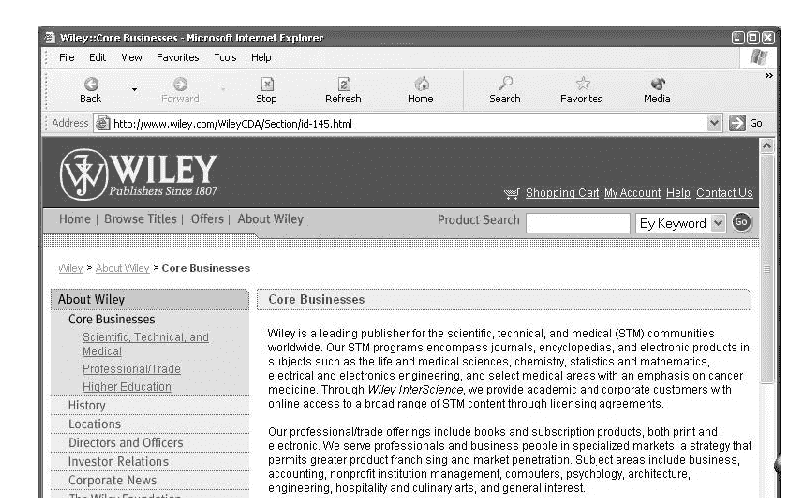 Wiley::Core Businesses - Microsoft Internet Explorer
File Edit View Favorites Tools Help
Back Forward Stop Refresh Home Search Favorites Media
Address http://www.wiley.com/WileyCDA/Section/id-145.html Go
WILEY
Publishers Since 1807
Shopping Cart My Account Help Contact Us
Home | Browse Titles | Offers | About Wiley Product Search By Keyword GO
Wiley > About Wiley > Core Businesses
About Wiley
Core Businesses
Scientific, Technical, and
Medical
Professional/Trade
Higher Education
History
Locations
Directors and Officers
Investor Relations
Corporate News
The Wiley Foundation
Core Businesses
Wiley is a leading publisher for the scientific, technical, and medical (STM) communities
worldwide. Our STM programs encompass journals, encyclopedias, and electronic products in
subjects such as the life and medical sciences, chemistry, statistics and mathematics,
electrical and electronics engineering, and select medical areas with an emphasis on cancer
medicine. Through Wiley InterScience, we provide academic and corporate customers with
online access to a broad range of STM content through licensing agreements.
Our professional/trade offerings include books and subscription products, both print and
electronic. We serve professionals and business people in specialized markets, a strategy that
permits greater product franchising and market penetration. Subject areas include business,
accounting, nonprofit institution management, computers, psychology, architecture,
engineering, hospitality and culinary arts, and general interest.